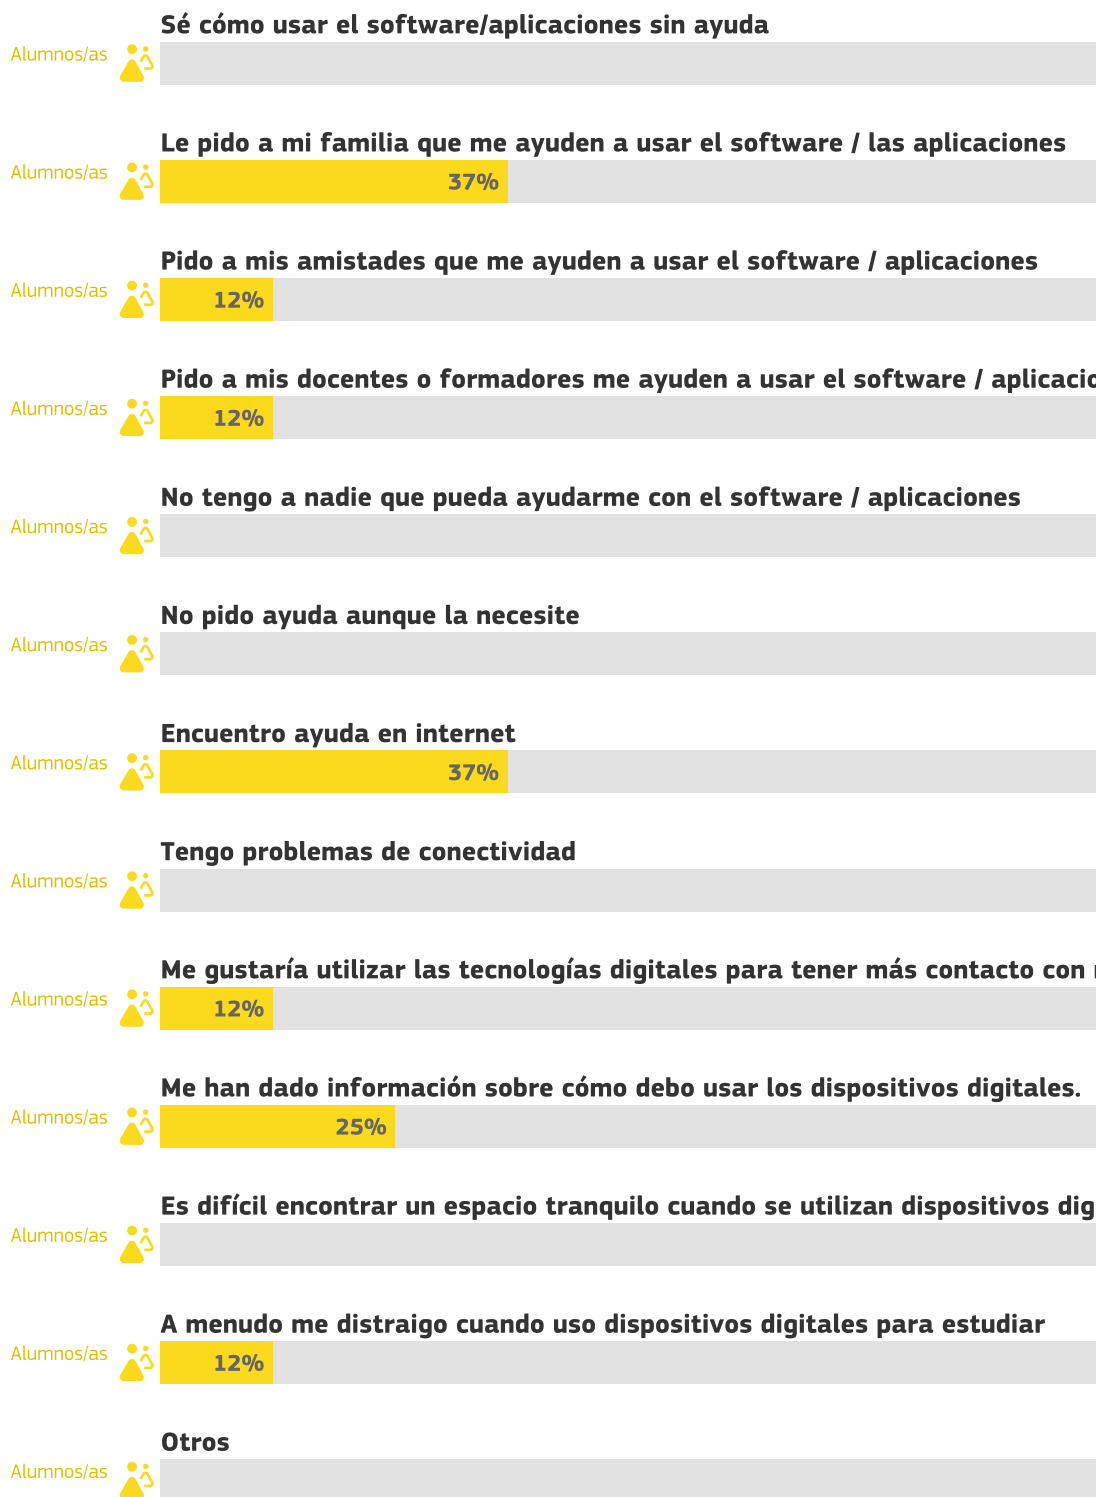 Sé cómo usar el software/aplicaciones sin ayuda
Alumnos/as
Le pido a mi familia que me ayuden a usar el software / las aplicaciones
Alumnos/as
37%
Pido a mis amistades que me ayuden a usar el software / aplicaciones
Alumnos/as
12%
Pido a mis docentes o formadores me ayuden a usar el software /
Alumnos/as
12%
No tengo a nadie que pueda ayudarme con el software / aplicaciones
Alumnos/as
No pido ayuda aunque la necesite
Alumnos/as
Encuentro ayuda en internet
Alumnos/as
37%
Tengo problemas de conectividad
Alumnos/as
Me gustaría utilizar las tecnologías digitales para tener más contacto con
Alumnos/as
12%
Me han dado información sobre cómo debo usar los dispositivos digitales.
Alumnos/as
25%
Es difícil encontrar un espacio tranquilo cuando se utilizan dispositivos
Alumnos/as
A menudo me distraigo cuando uso dispositivos digitales para estudiar
Alumnos/as
12%
Otros
Alumnos/as